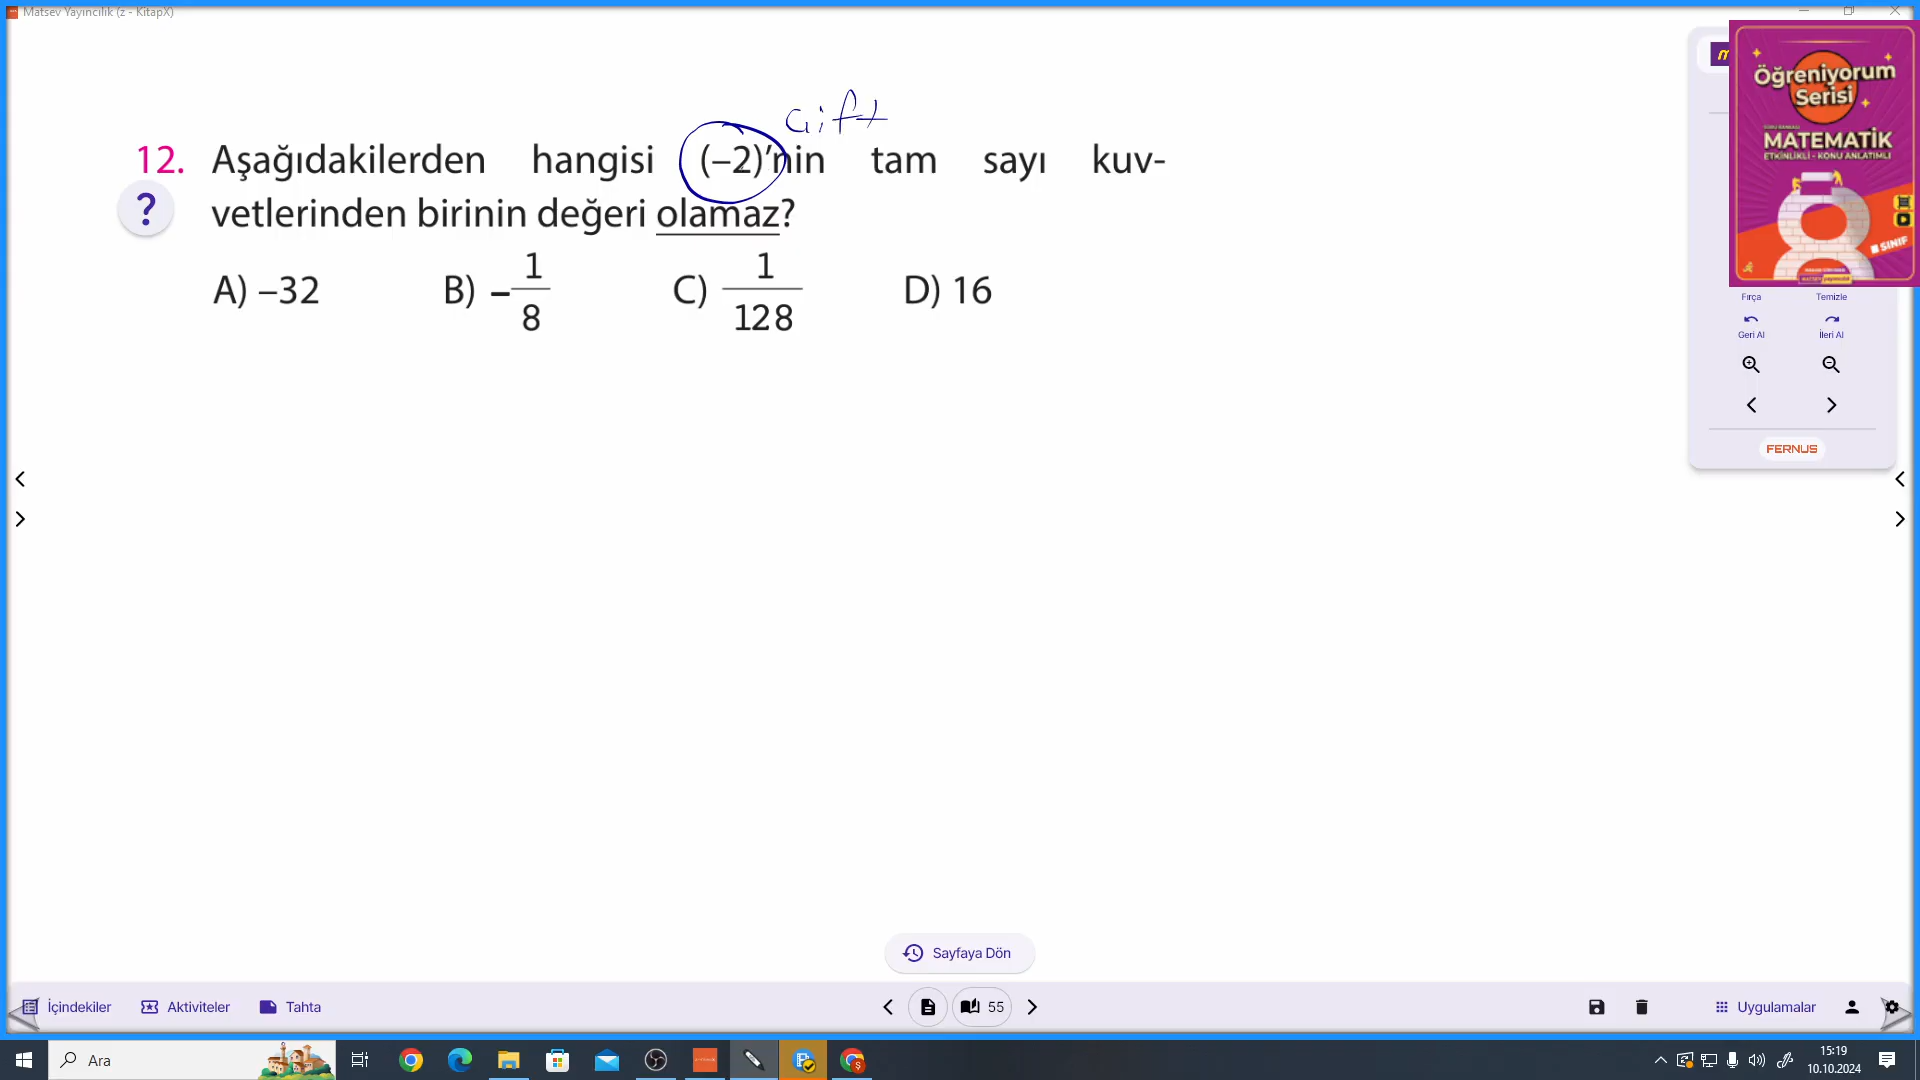 Matsev Yayıncılık (z - KitapX)
çift
12. Aşağıdakilerden hangisi (–2)'nin tam sayı kuv-
? vetlerinden birinin değeri olamaz?
A) –32 B) –1/8 C) 1/128 D) 16
Öğreniyorum
Serisi
MATEMATİK
ETKİNLİKLİ - KONU ANLATIMLI
8
SINIF
Fırça Temizle
Geri Al İleri Al
FERNUS
Sayfaya Dön
İçindekiler Aktiviteler Tahta 55 Uygulamalar
Ara
15:19
10.10.2024